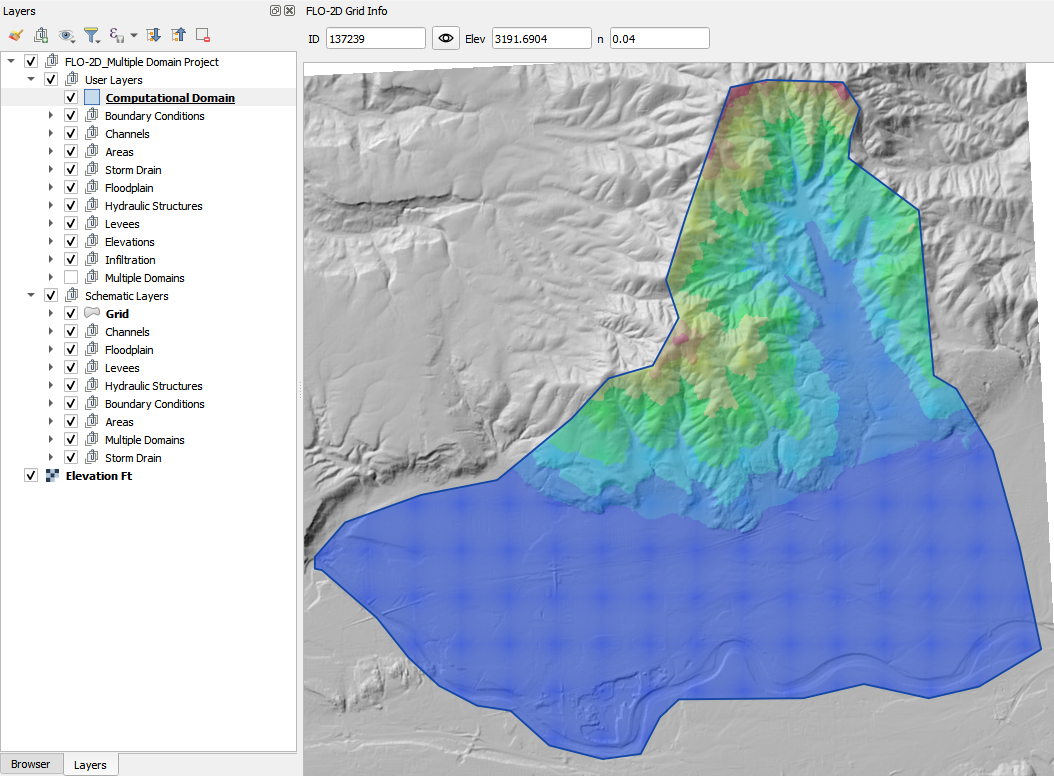 Layers
FLO-2D_Multiple Domain Project
User Layers
Computational Domain
Boundary Conditions
Channels
Areas
Storm Drain
Floodplain
Hydraulic Structures
Levees
Elevations
Infiltration
Multiple Domains
Schematic Layers
Grid
Channels
Floodplain
Levees
Hydraulic Structures
Boundary Conditions
Areas
Multiple Domains
Storm Drain
Elevation Ft
Browser Layers
FLO-2D Grid Info
ID 137239 Elev 3191.6904 n 0.04